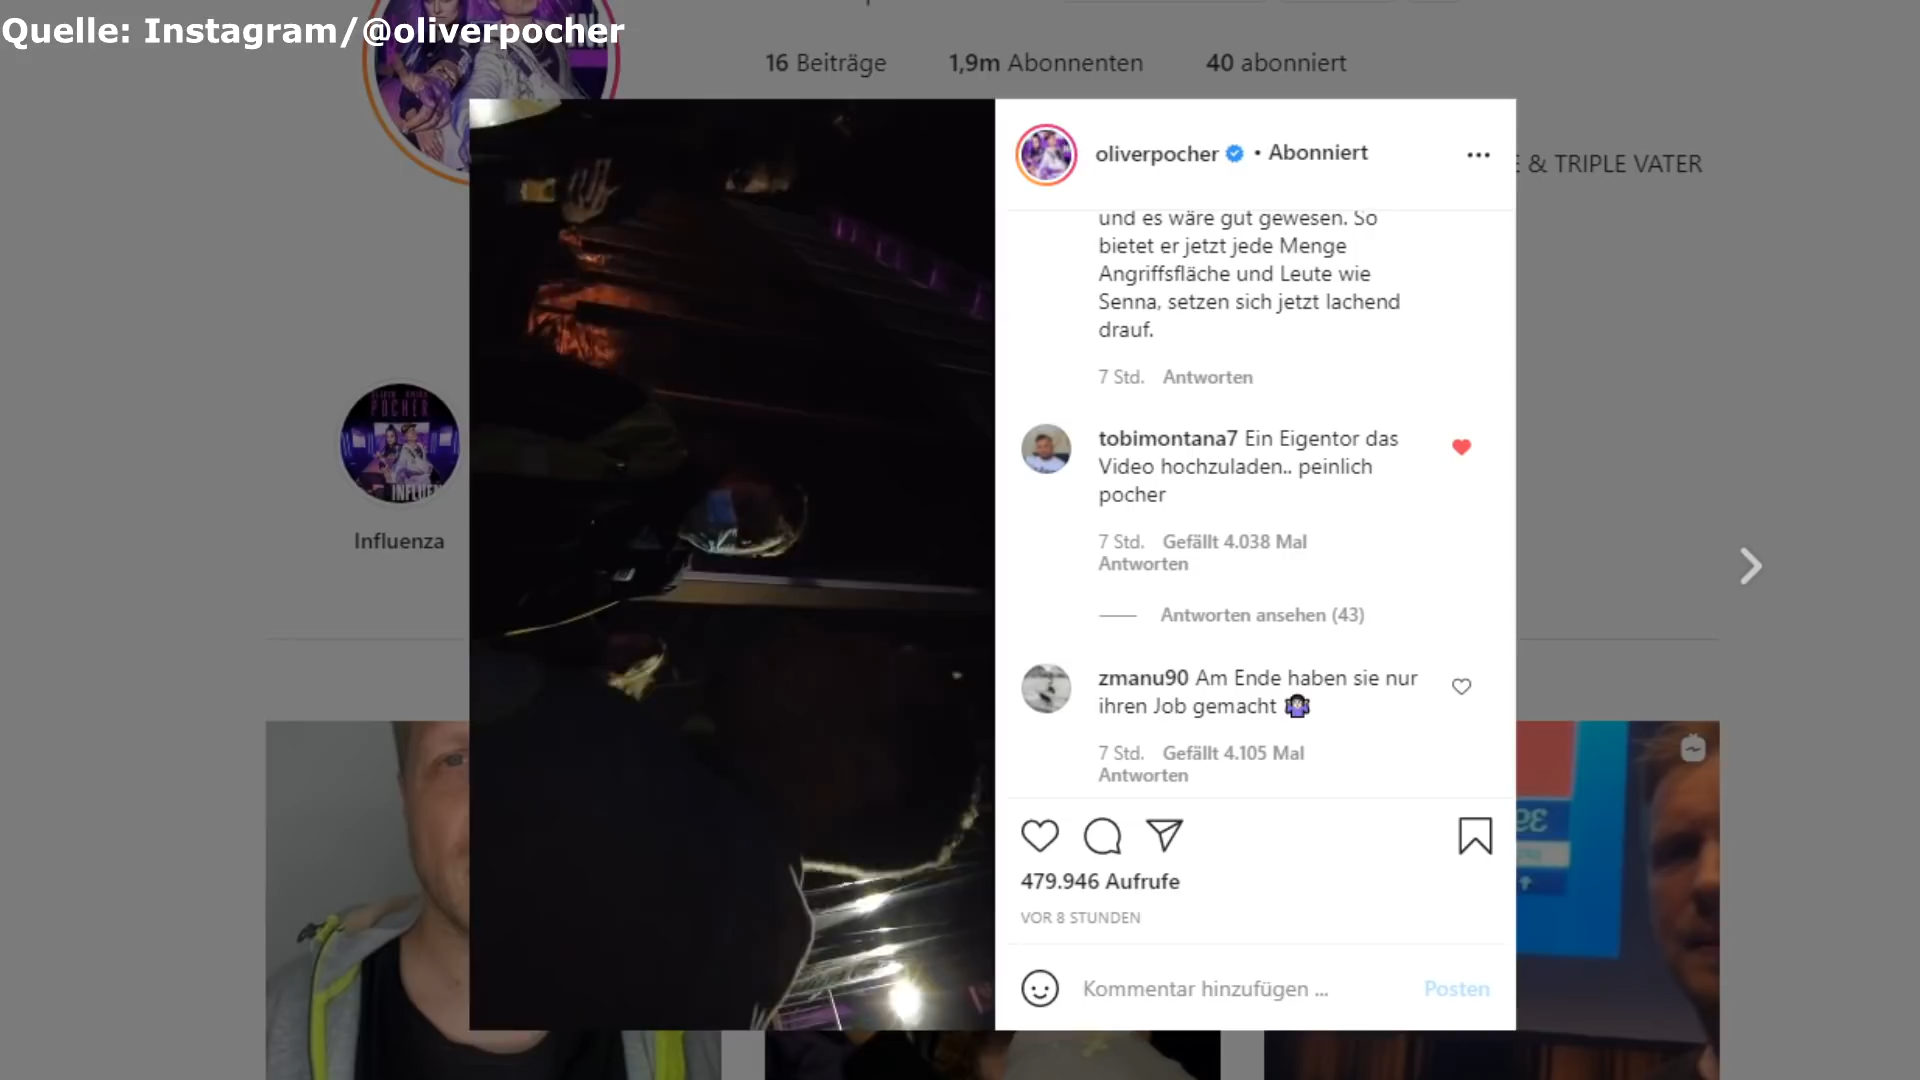 Quelle: Instagram/@oliverpocher
16 Beiträge 1,9m Abonnenten 40 abonniert
oliverpocher • Abonniert
& TRIPLE VATER
und es wäre gut gewesen. So
bietet er jetzt jede Menge
Angriffsfläche und Leute wie
Senna, setzen sich jetzt lachend
drauf.
7 Std. Antworten
POCHER
Influenza
tobimontana7 Ein Eigentor das
Video hochzuladen.. peinlich
pocher
7 Std. Gefällt 4.038 Mal
Antworten
Antworten ansehen (43)
zmanu90 Am Ende haben sie nur
ihren Job gemacht 🤷🏻‍♀️
7 Std. Gefällt 4.105 Mal
Antworten
479.946 Aufrufe
VOR 8 STUNDEN
Kommentar hinzufügen ... Posten